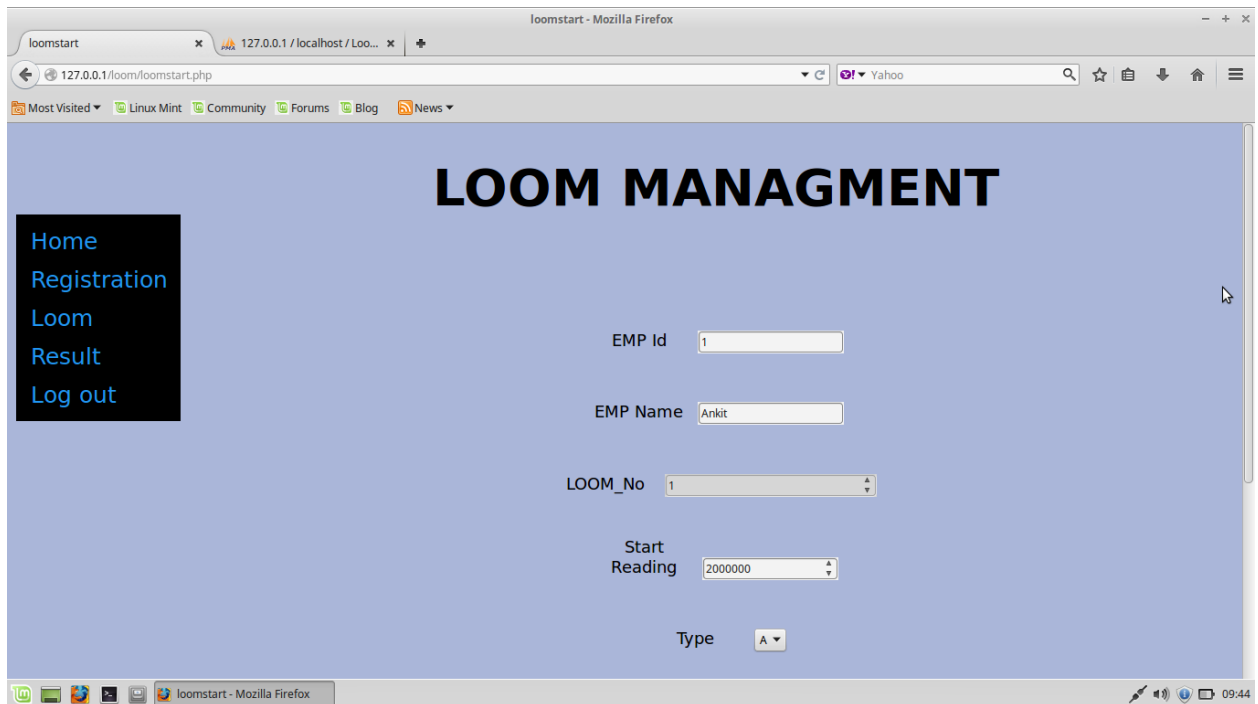 loomstart - Mozilla Firefox
loomstart 127.0.0.1 / localhost / Loo...
127.0.0.1/loom/loomstart.php Yahoo
Most Visited Linux Mint Community Forums Blog News
LOOM MANAGMENT
Home
Registration
Loom
Result
Log out
EMP Id 1
EMP Name Ankit
LOOM_No 1
Start
Reading 2000000
Type A
loomstart - Mozilla Firefox 09:44